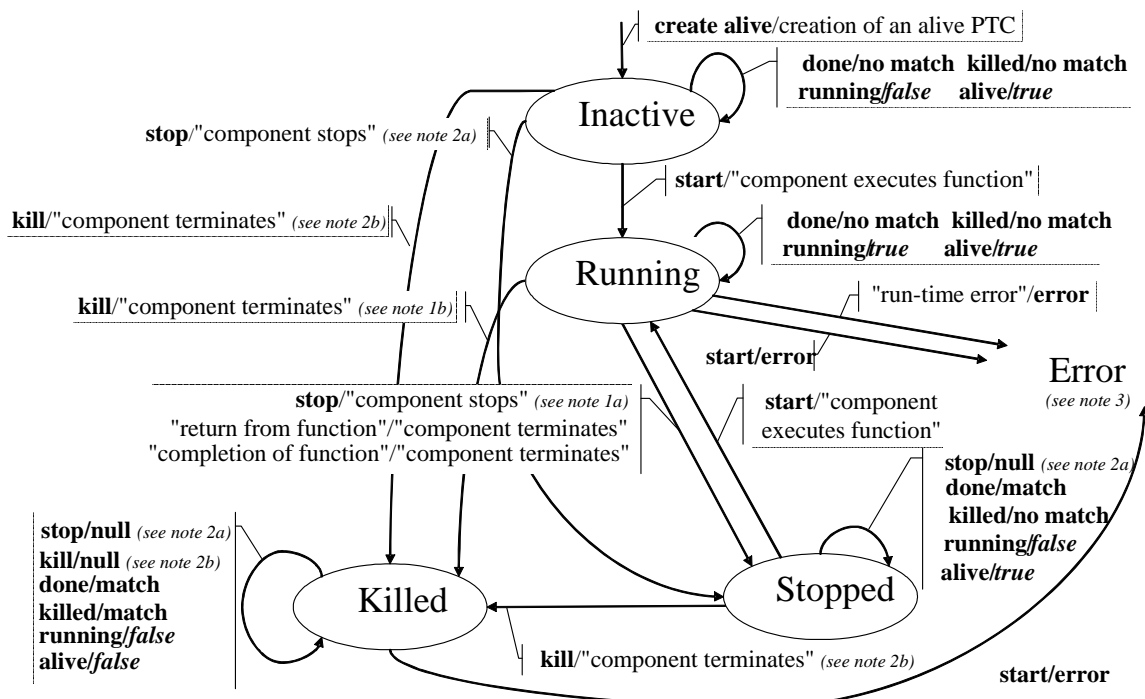 create alive/creation of an alive PTC
done/no match killed/no match
running/false alive/true
Inactive
stop/"component stops" (see note 2a)
start/"component executes function"
kill/"component terminates" (see note 2b)
done/no match killed/no match
running/true alive/true
Running
kill/"component terminates" (see note 1b)
"run-time error"/error
start/error
Error
(see note 3)
stop/"component stops" (see note 1a)
"return from function"/"component terminates"
"completion of function"/"component terminates"
start/"component
executes function"
stop/null (see note 2a)
done/match
killed/no match
running/false
alive/true
stop/null (see note 2a)
kill/null (see note 2b)
done/match
killed/match
running/false
alive/false
Killed
Stopped
kill/"component terminates" (see note 2b)
start/error